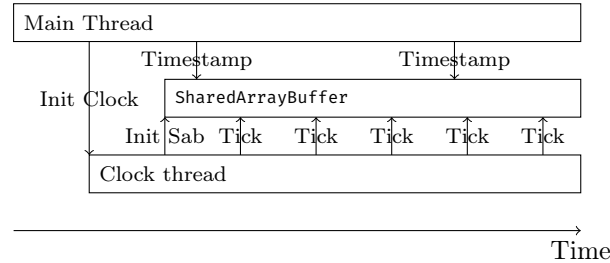 Main Thread
Timestamp Timestamp
Init Clock
SharedArrayBuffer
Init Sab Tick Tick Tick Tick Tick
Clock thread
Time